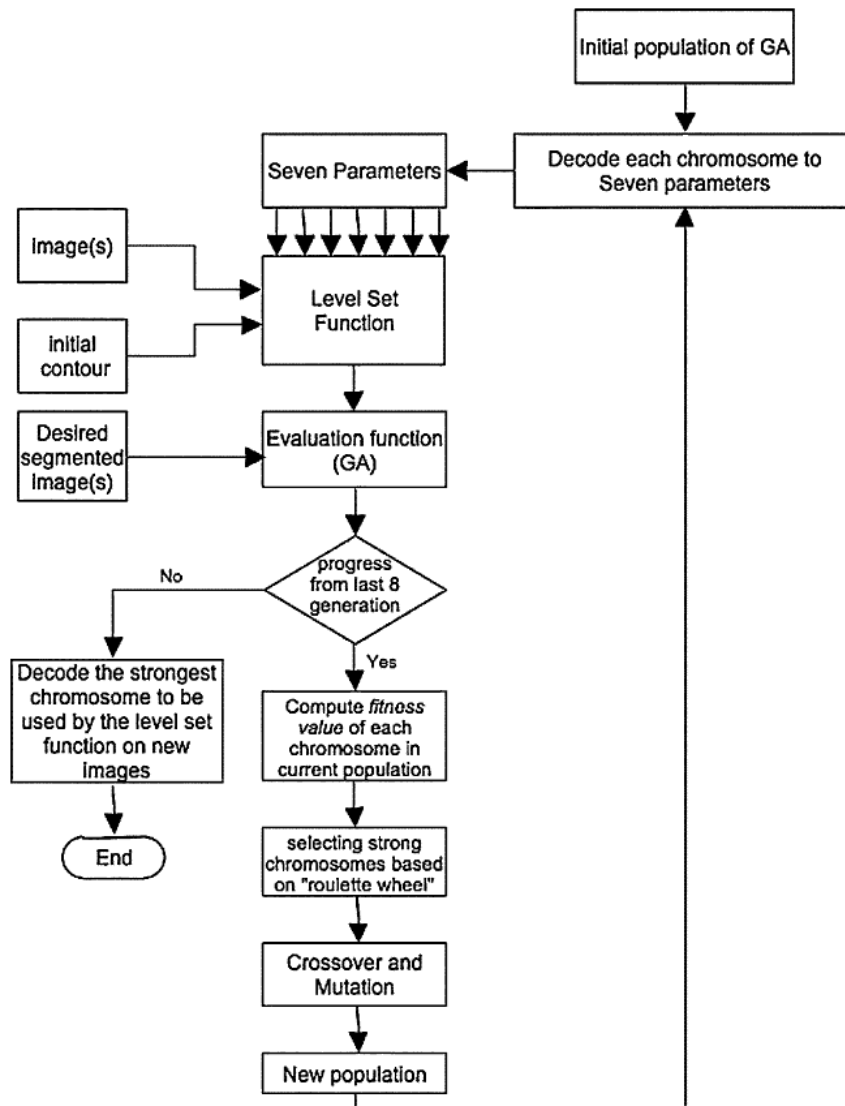 Initial population of GA
Decode each chromosome to
Seven parameters
Seven Parameters
image(s)
Level Set
Function
initial
contour
Desired
segmented
image(s)
Evaluation function
(GA)
progress
from last 8
generation
No
Yes
Decode the strongest
chromosome to be
used by the level set
function on new
images
End
Compute fitness
value of each
chromosome in
current population
selecting strong
chromosomes based
on "roulette wheel"
Crossover and
Mutation
New population